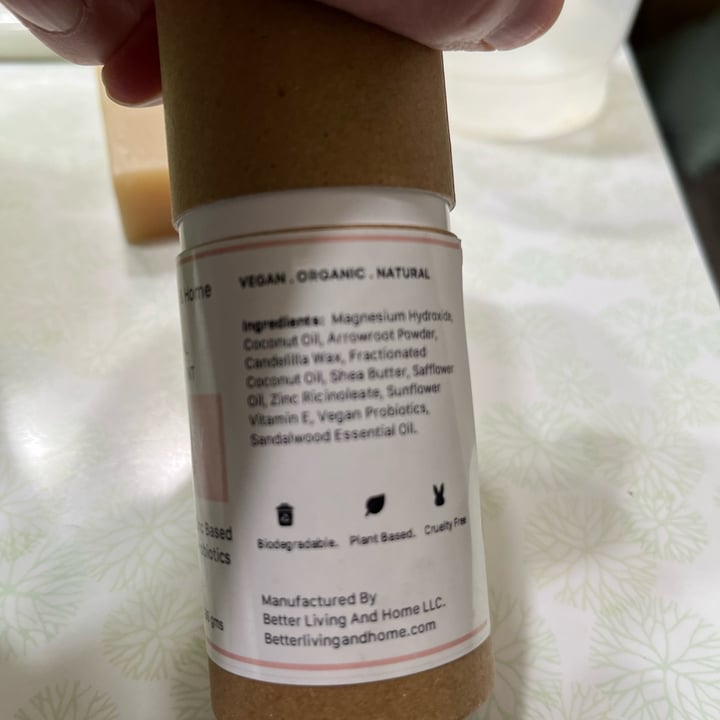 VEGAN . ORGANIC . NATURAL
Home
Ingredients: Magnesium Hydroxide,
Coconut Oil, Arrowroot Powder,
Candelilla Wax, Fractionated
Coconut Oil, Shea Butter, Safflower
Oil, Zinc Ricinoleate, Sunflower
Vitamin E, Vegan Probiotics,
Sandalwood Essential Oil.
Based
Biodegradable. Plant Based. Cruelty Free
gms
Manufactured By
Better Living And Home LLC.
Betterlivingandhome.com